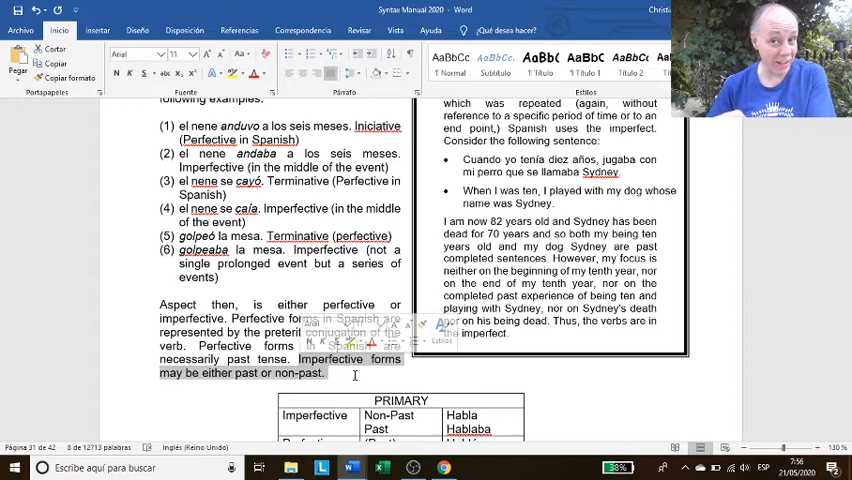 Syntax Manual 2020 - Word
Christia
Archivo Inicio Insertar Diseño Disposición Referencias Correspondencia Revisar Vista Ayuda ¿Qué desea hacer?
Pegar
Cortar
Copiar
Copiar formato
Arial 11
Portapapeles Fuente Párrafo Estilos
AaBbCc AaBbCc. AaBbC AaBbCc AaBbC
¶ Normal Subtítulo ¶ Título ¶ Título 1 ¶ Título 2
following examples:
(1) el nene anduvo a los seis meses. Iniciative
(Perfective in Spanish)
(2) el nene andaba a los seis meses.
Imperfective (in the middle of the event)
(3) el nene se cayó. Terminative (Perfective in
Spanish)
(4) el nene se caía. Imperfective (in the middle
of the event)
(5) golpeó la mesa. Terminative (perfective)
(6) golpeaba la mesa. Imperfective (not a
single prolonged event but a series of
events)
Aspect then, is either perfective or
imperfective. Perfective forms in Spanish are
represented by the preterit conjugation of the
verb. Perfective forms in Spanish are
necessarily past tense. Imperfective forms
may be either past or non-past.
which was repeated (again, without
reference to a specific period of time or to an
end point,) Spanish uses the imperfect.
Consider the following sentence:
• Cuando yo tenía diez años, jugaba con
mi perro que se llamaba Sydney.
• When I was ten, I played with my dog whose
name was Sydney.
I am now 82 years old and Sydney has been
dead for 70 years and so both my being ten
years old and my dog Sydney are past
completed sentences. However, my focus is
neither on the beginning of my tenth year, nor
on the end of my tenth year, nor on the
completed past experience of being ten and
playing with Sydney, nor on Sydney's death
nor on his being dead. Thus, the verbs are in
the imperfect.
PRIMARY
Imperfective Non-Past Habla
Past Hablaba
Página 31 de 42 8 de 12713 palabras Inglés (Reino Unido) 130 %
Escribe aquí para buscar
38% ESP 7:56
21/05/2020